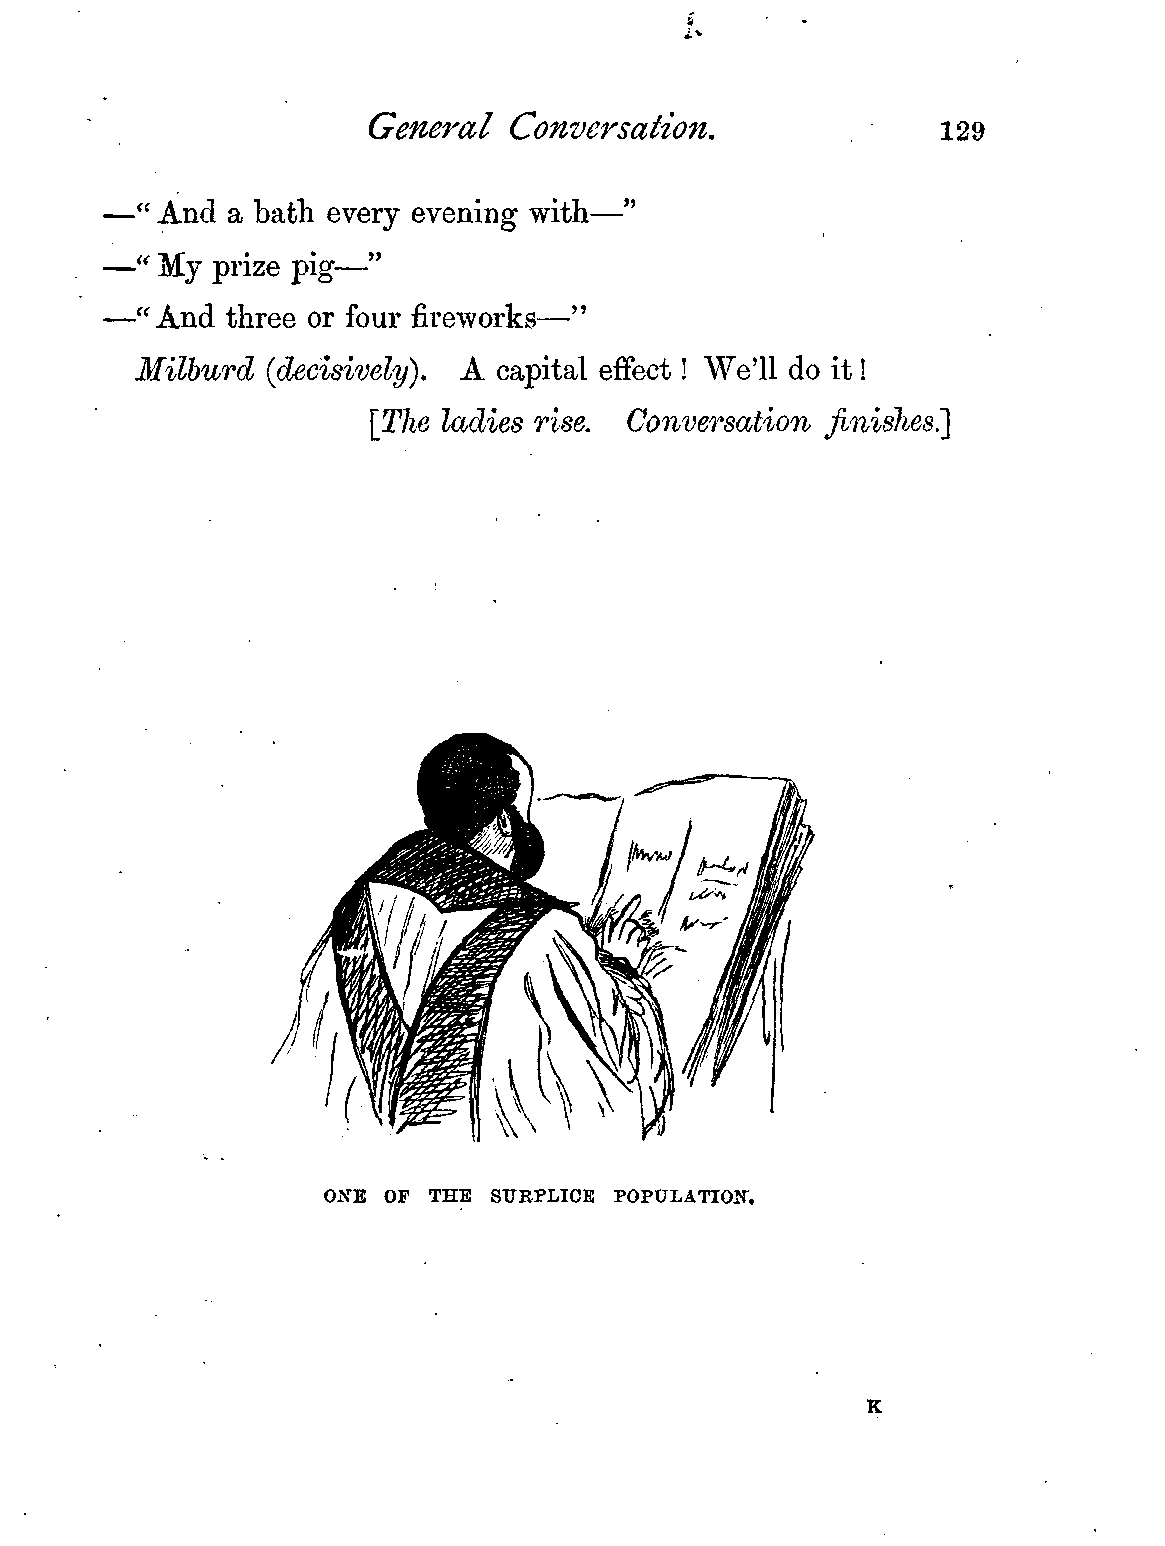 General Conversation. 129
—“And a bath every evening with—”
—“My prize pig—”
—“And three or four fireworks—”
Milburd (decisively). A capital effect! We’ll do it!
[The ladies rise. Conversation finishes.]
ONE OF THE SURPLICE POPULATION.
K